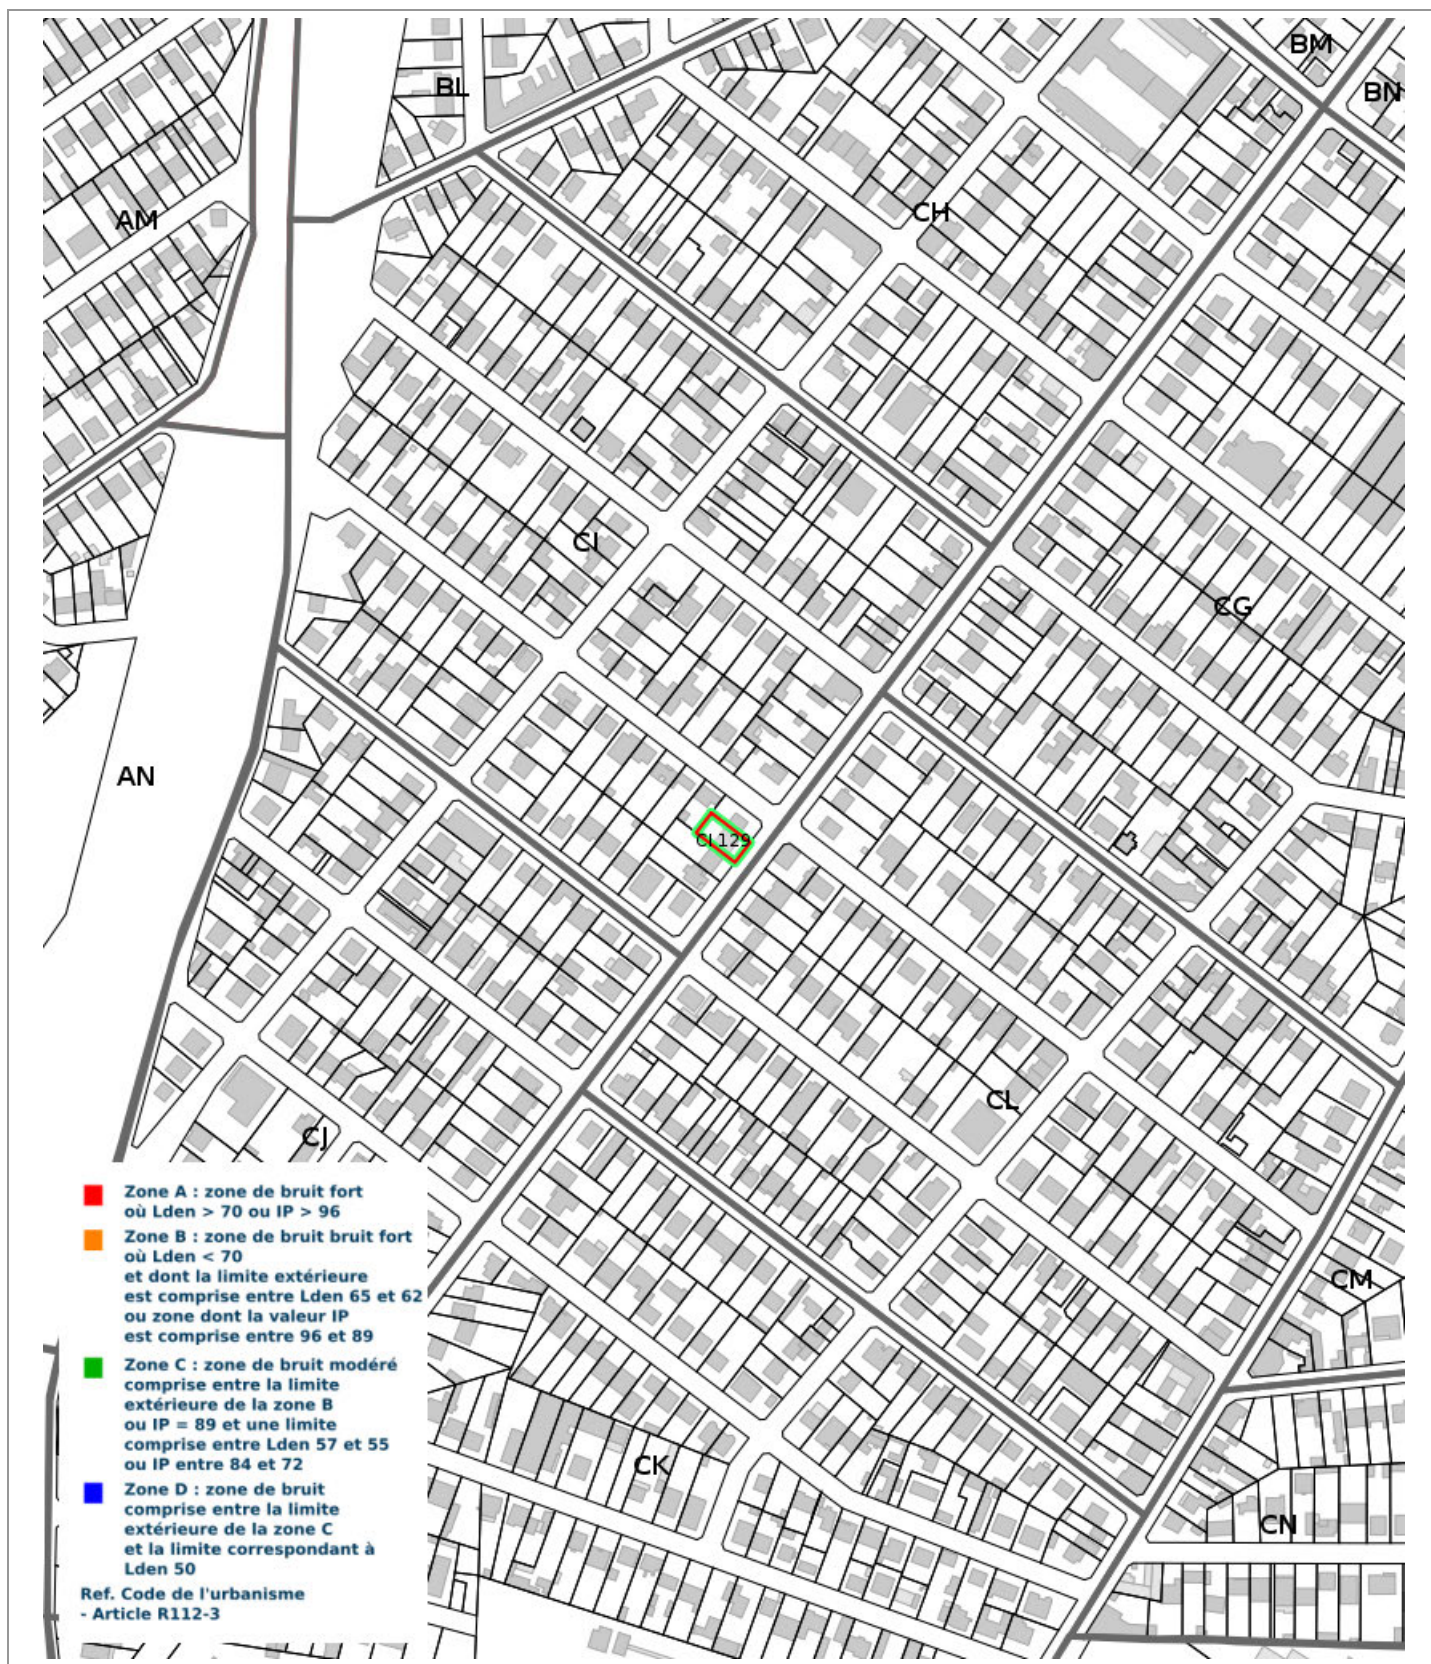 BM
BL
BN
AM
CH
CI
CG
AN
CI 129
CL
CJ
Zone A : zone de bruit fort
où Lden > 70 ou IP > 96
Zone B : zone de bruit bruit fort
où Lden < 70
et dont la limite extérieure
est comprise entre Lden 65 et 62
ou zone dont la valeur IP
est comprise entre 96 et 89
Zone C : zone de bruit modéré
comprise entre la limite
extérieure de la zone B
ou IP = 89 et une limite
comprise entre Lden 57 et 55
ou IP entre 84 et 72
Zone D : zone de bruit
comprise entre la limite
extérieure de la zone C
et la limite correspondant à
Lden 50
Ref. Code de l'urbanisme
- Article R112-3
CM
CK
CN